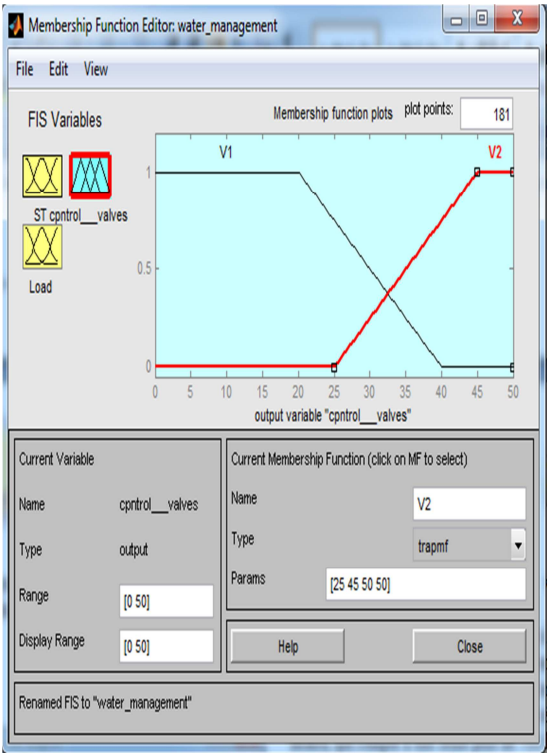 Membership Function Editor: water_management
File Edit View
FIS Variables
Membership function plots plot points: 181
V1 V2
1
0.5
0
ST cpntrol___valves
Load
0 5 10 15 20 25 30 35 40 45 50
output variable "cpntrol___valves"
Current Variable
Name cpntrol___valves
Type output
Range [0 50]
Display Range [0 50]
Current Membership Function (click on MF to select)
Name V2
Type trapmf
Params [25 45 50 50]
Help Close
Renamed FIS to "water_management"